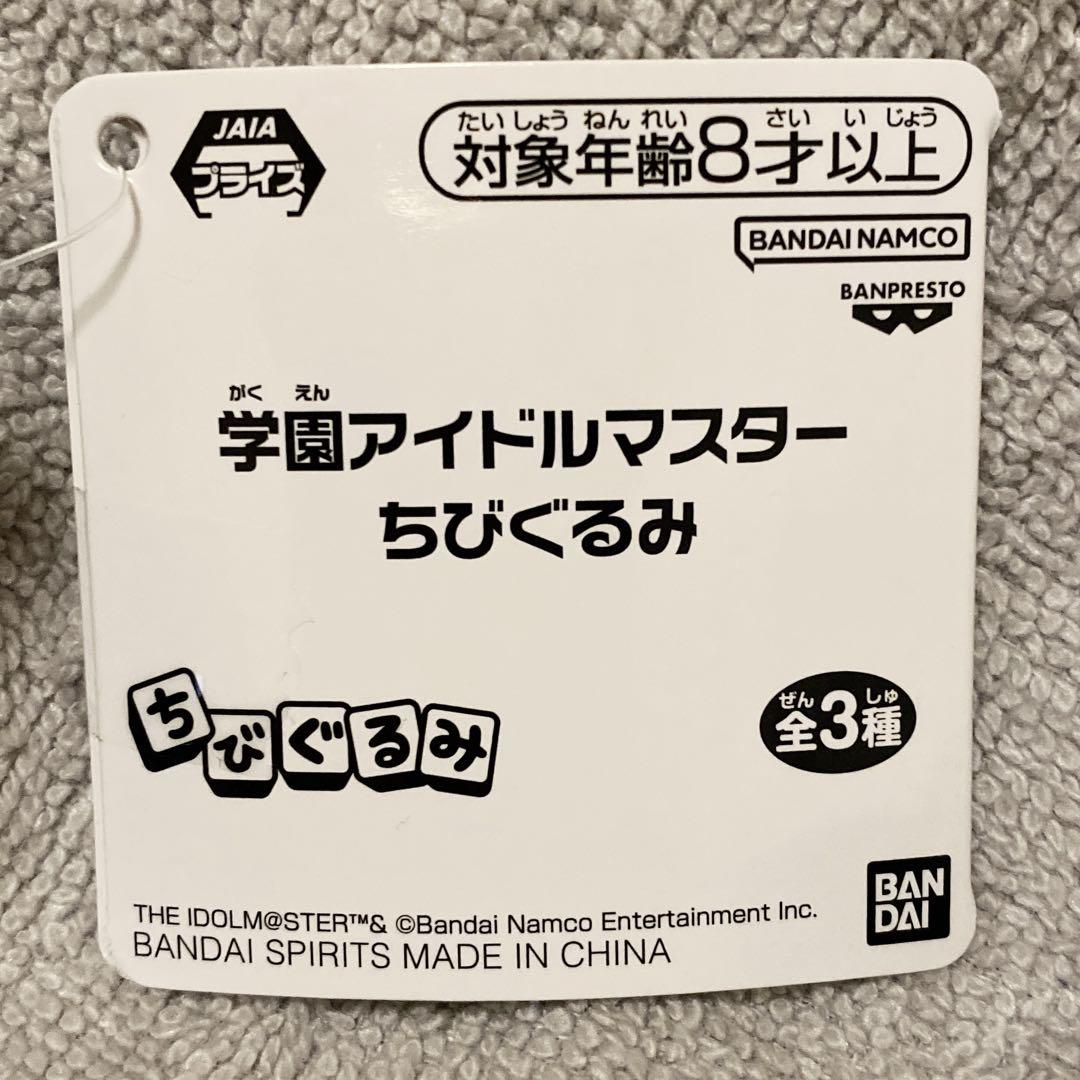 JAIA
プライズ
たいしょうねんれい さいいじょう
対象年齢8才以上
BANDAI NAMCO
BANPRESTO
がくえん
学園アイドルマスター
ちびぐるみ
ちびぐるみ
ぜん しゅ
全3種
BAN
DAI
THE IDOLM@STER™& ©Bandai Namco Entertainment Inc.
BANDAI SPIRITS MADE IN CHINA